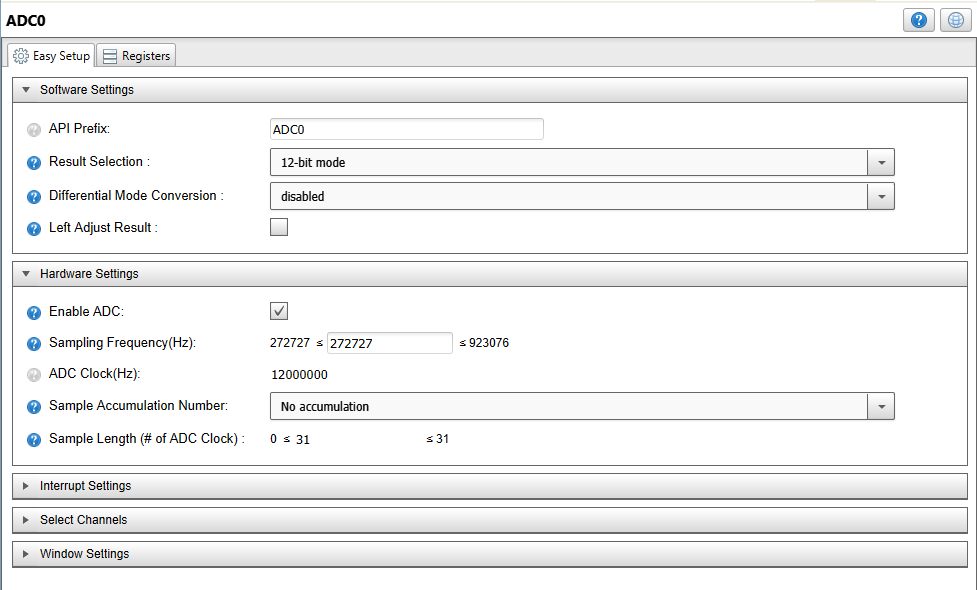 ADC0
Easy Setup Registers
Software Settings
API Prefix: ADC0
Result Selection : 12-bit mode
Differential Mode Conversion : disabled
Left Adjust Result :
Hardware Settings
Enable ADC:
Sampling Frequency(Hz): 272727 ≤ 272727 ≤ 923076
ADC Clock(Hz): 12000000
Sample Accumulation Number: No accumulation
Sample Length (# of ADC Clock) : 0 ≤ 31 ≤ 31
Interrupt Settings
Select Channels
Window Settings